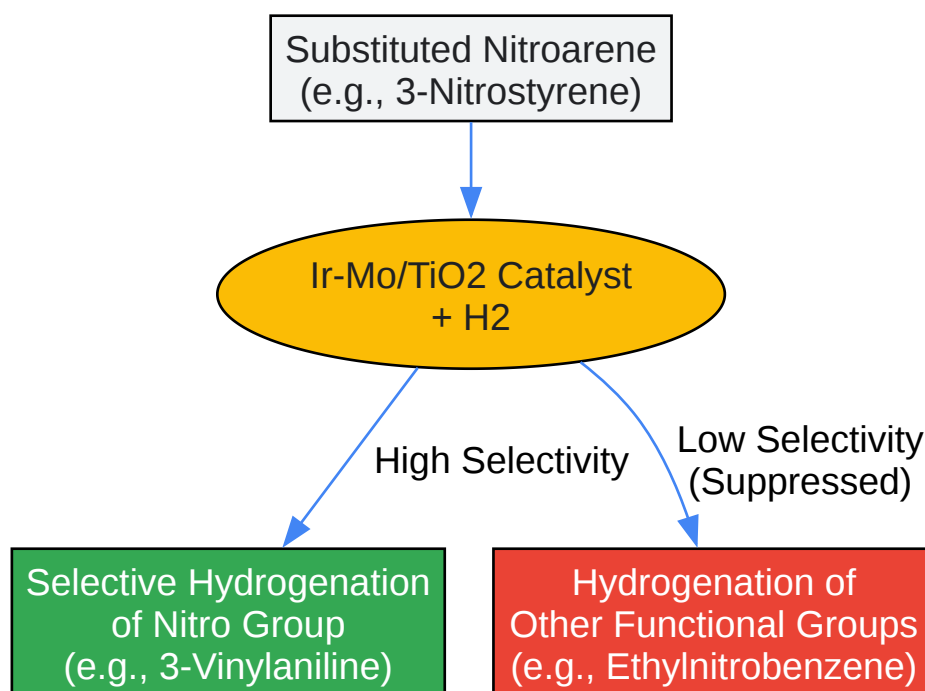 Substituted Nitroarene
(e.g., 3-Nitrostyrene)
Ir-Mo/TiO2 Catalyst
+ H2
High Selectivity
Low Selectivity
(Suppressed)
Selective Hydrogenation
of Nitro Group
(e.g., 3-Vinylaniline)
Hydrogenation of
Other Functional Groups
(e.g., Ethylnitrobenzene)